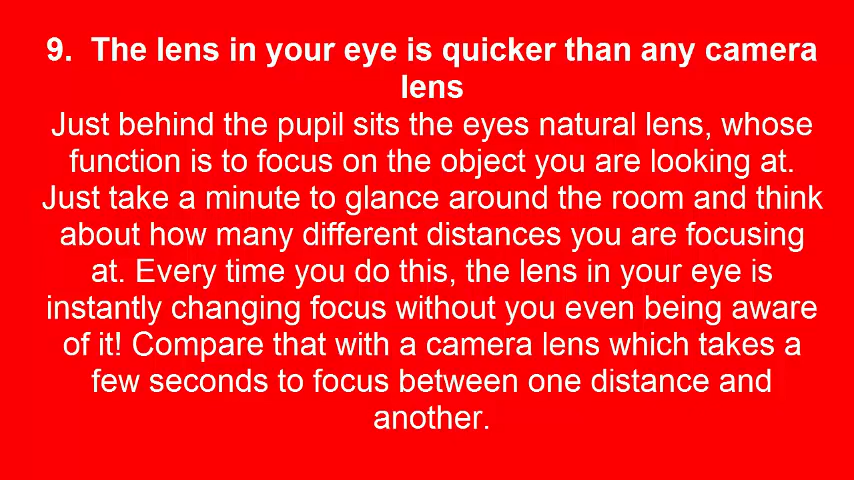 9.  The lens in your eye is quicker than any camera
lens
Just behind the pupil sits the eyes natural lens, whose
function is to focus on the object you are looking at.
Just take a minute to glance around the room and think
about how many different distances you are focusing
at. Every time you do this, the lens in your eye is
instantly changing focus without you even being aware
of it! Compare that with a camera lens which takes a
few seconds to focus between one distance and
another.